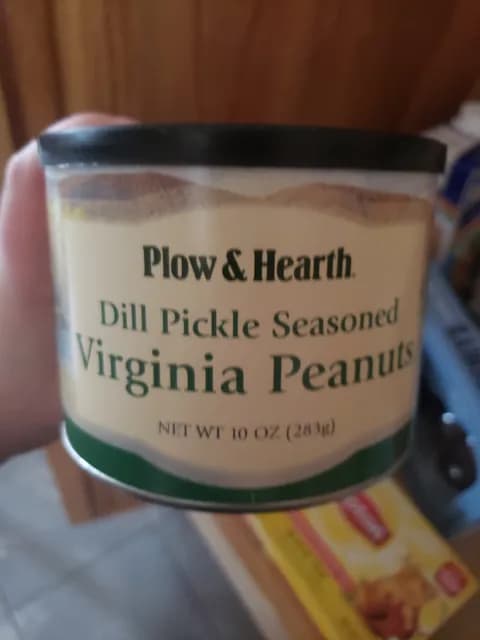 Plow & Hearth
Dill Pickle Seasoned
Virginia Peanuts
NET WT 10 OZ (283g)